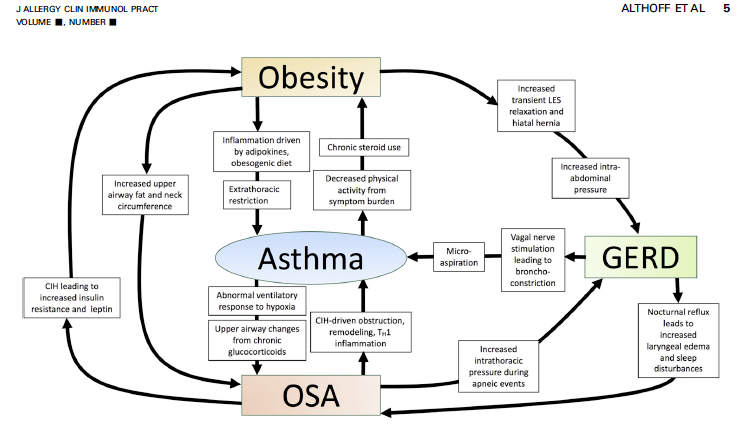 J ALLERGY CLIN IMMUNOL PRACT
VOLUME ■, NUMBER ■
ALTHOFF ET AL 5
Obesity
Increased
transient LES
relaxation and
hiatal hernia
Inflammation driven
by adipokines,
obesogenic diet
Chronic steroid use
Increased intra-
abdominal
pressure
Increased upper
airway fat and neck
circumference
Extrathoracic
restriction
Decreased physical
activity from
symptom burden
Asthma
Micro-
aspiration
Vagal nerve
stimulation
leading to
broncho-
constriction
GERD
CIH leading to
increased insulin
resistance and leptin
Abnormal ventilatory
response to hypoxia
Upper airway changes
from chronic
glucocorticoids
CIH-driven obstruction,
remodeling, TH1
inflammation
Nocturnal reflux
leads to
increased
laryngeal edema
and sleep
disturbances
Increased
intrathoracic
pressure during
apneic events
OSA